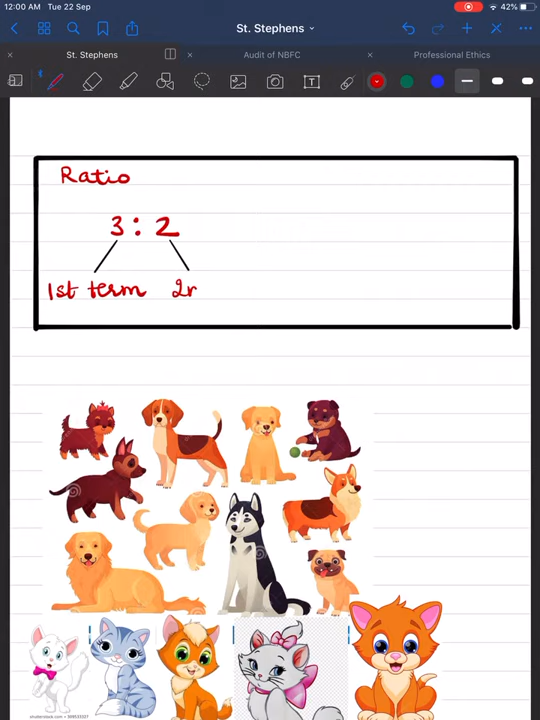 12:00 AM Tue 22 Sep
42%
St. Stephens
St. Stephens
Audit of NBFC
Professional Ethics
Ratio
3 : 2
1st term 2n